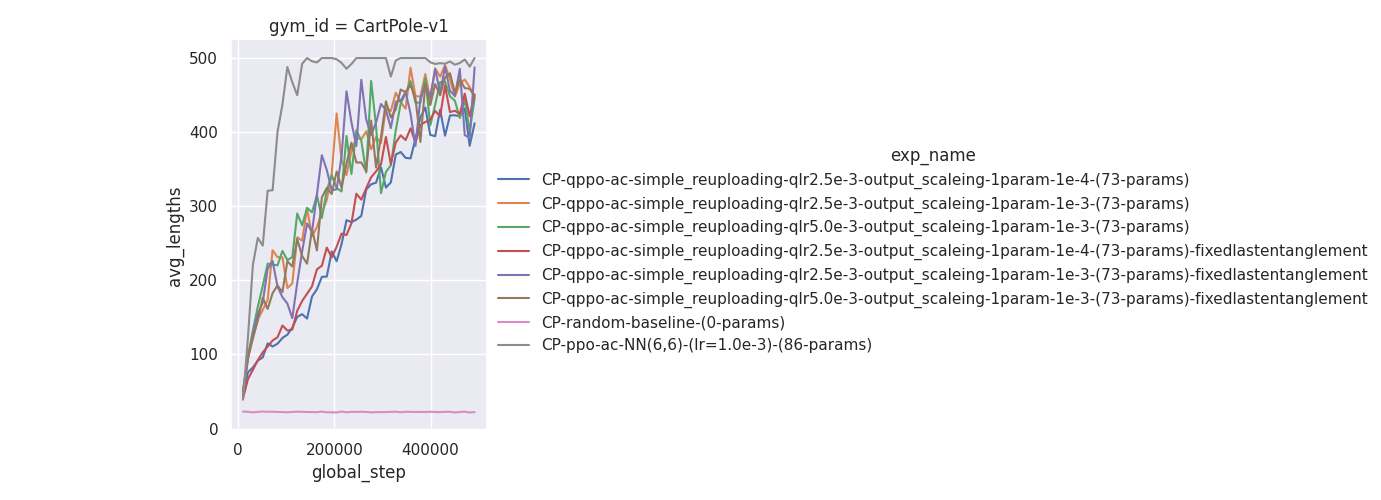 gym_id = CartPole-v1
500
400
300
200
100
0
avg_lengths
0
200000
400000
global_step
exp_name
CP-qppo-ac-simple_reuploading-qlr2.5e-3-output_scaleing-1param-1e-4-(73-params)
CP-qppo-ac-simple_reuploading-qlr2.5e-3-output_scaleing-1param-1e-3-(73-params)
CP-qppo-ac-simple_reuploading-qlr5.0e-3-output_scaleing-1param-1e-3-(73-params)
CP-qppo-ac-simple_reuploading-qlr2.5e-3-output_scaleing-1param-1e-4-(73-params)-fixedlastentanglement
CP-qppo-ac-simple_reuploading-qlr2.5e-3-output_scaleing-1param-1e-3-(73-params)-fixedlastentanglement
CP-qppo-ac-simple_reuploading-qlr5.0e-3-output_scaleing-1param-1e-3-(73-params)-fixedlastentanglement
CP-random-baseline-(0-params)
CP-ppo-ac-NN(6,6)-(lr=1.0e-3)-(86-params)